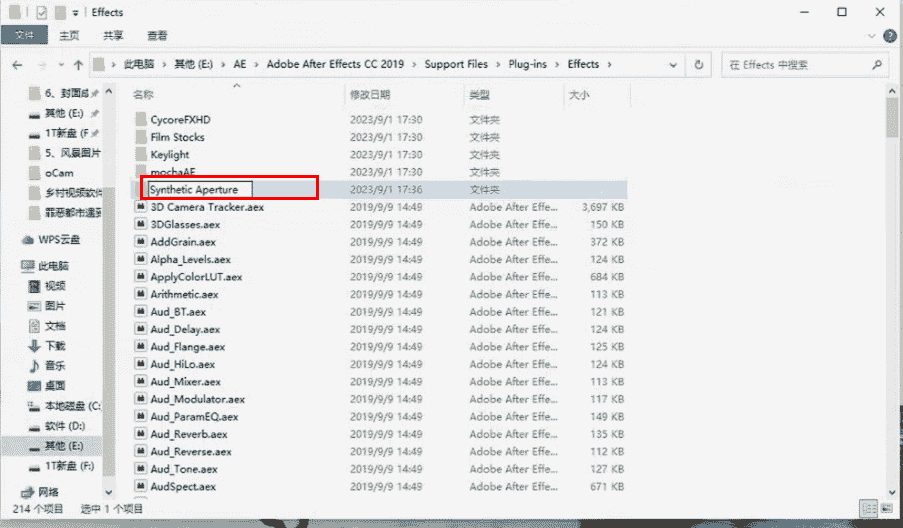 Effects
文件 主页 共享 查看
此电脑 › 其他 (E:) › AE › Adobe After Effects CC 2019 › Support Files › Plug-ins › Effects ›
在 Effects 中搜索
6、封面成
其他 (E:)
1T新盘 (F
5、风景图片
oCam
乡村视频软件
罪恶都市遇到
WPS云盘
此电脑
视频
图片
文档
下载
音乐
桌面
本地磁盘 (C:
软件 (D:)
其他 (E:)
1T新盘 (F:)
网络
名称 修改日期 类型 大小
CycoreFXHD 2023/9/1 17:30 文件夹
Film Stocks 2023/9/1 17:30 文件夹
Keylight 2023/9/1 17:30 文件夹
mochaAE 2023/9/1 17:30 文件夹
Synthetic Aperture 2023/9/1 17:36 文件夹
3D Camera Tracker.aex 2019/9/9 14:49 Adobe After Effe... 3,697 KB
3DGlasses.aex 2019/9/9 14:49 Adobe After Effe... 150 KB
AddGrain.aex 2019/9/9 14:49 Adobe After Effe... 372 KB
Alpha_Levels.aex 2019/9/9 14:49 Adobe After Effe... 124 KB
ApplyColorLUT.aex 2019/9/9 14:49 Adobe After Effe... 684 KB
Arithmetic.aex 2019/9/9 14:49 Adobe After Effe... 113 KB
Aud_BT.aex 2019/9/9 14:49 Adobe After Effe... 121 KB
Aud_Delay.aex 2019/9/9 14:49 Adobe After Effe... 124 KB
Aud_Flange.aex 2019/9/9 14:49 Adobe After Effe... 125 KB
Aud_HiLo.aex 2019/9/9 14:49 Adobe After Effe... 124 KB
Aud_Mixer.aex 2019/9/9 14:49 Adobe After Effe... 113 KB
Aud_Modulator.aex 2019/9/9 14:49 Adobe After Effe... 117 KB
Aud_ParamEQ.aex 2019/9/9 14:49 Adobe After Effe... 149 KB
Aud_Reverb.aex 2019/9/9 14:49 Adobe After Effe... 135 KB
Aud_Reverse.aex 2019/9/9 14:49 Adobe After Effe... 112 KB
Aud_Tone.aex 2019/9/9 14:49 Adobe After Effe... 127 KB
AudSpect.aex 2019/9/9 14:49 Adobe After Effe... 671 KB
214 个项目 选中 1 个项目